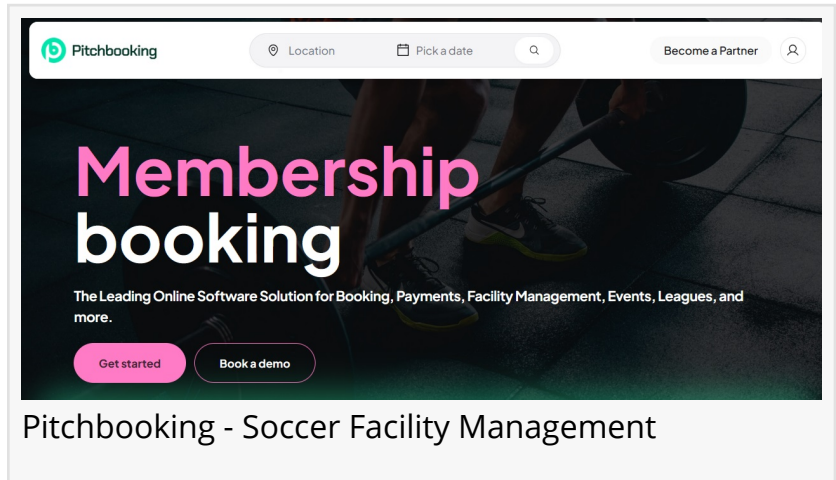 Pitchbooking
Location
Pick a date
Become a Partner
Membership
booking
The Leading Online Software Solution for Booking, Payments, Facility Management, Events, Leagues, and
more.
Get started
Book a demo
Pitchbooking - Soccer Facility Management